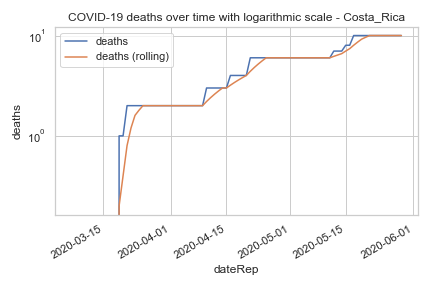 COVID-19 deaths over time with logarithmic scale - Costa_Rica
deaths
deaths (rolling)
10¹
10⁰
deaths
2020-03-15
2020-04-01
2020-04-15
2020-05-01
2020-05-15
2020-06-01
dateRep